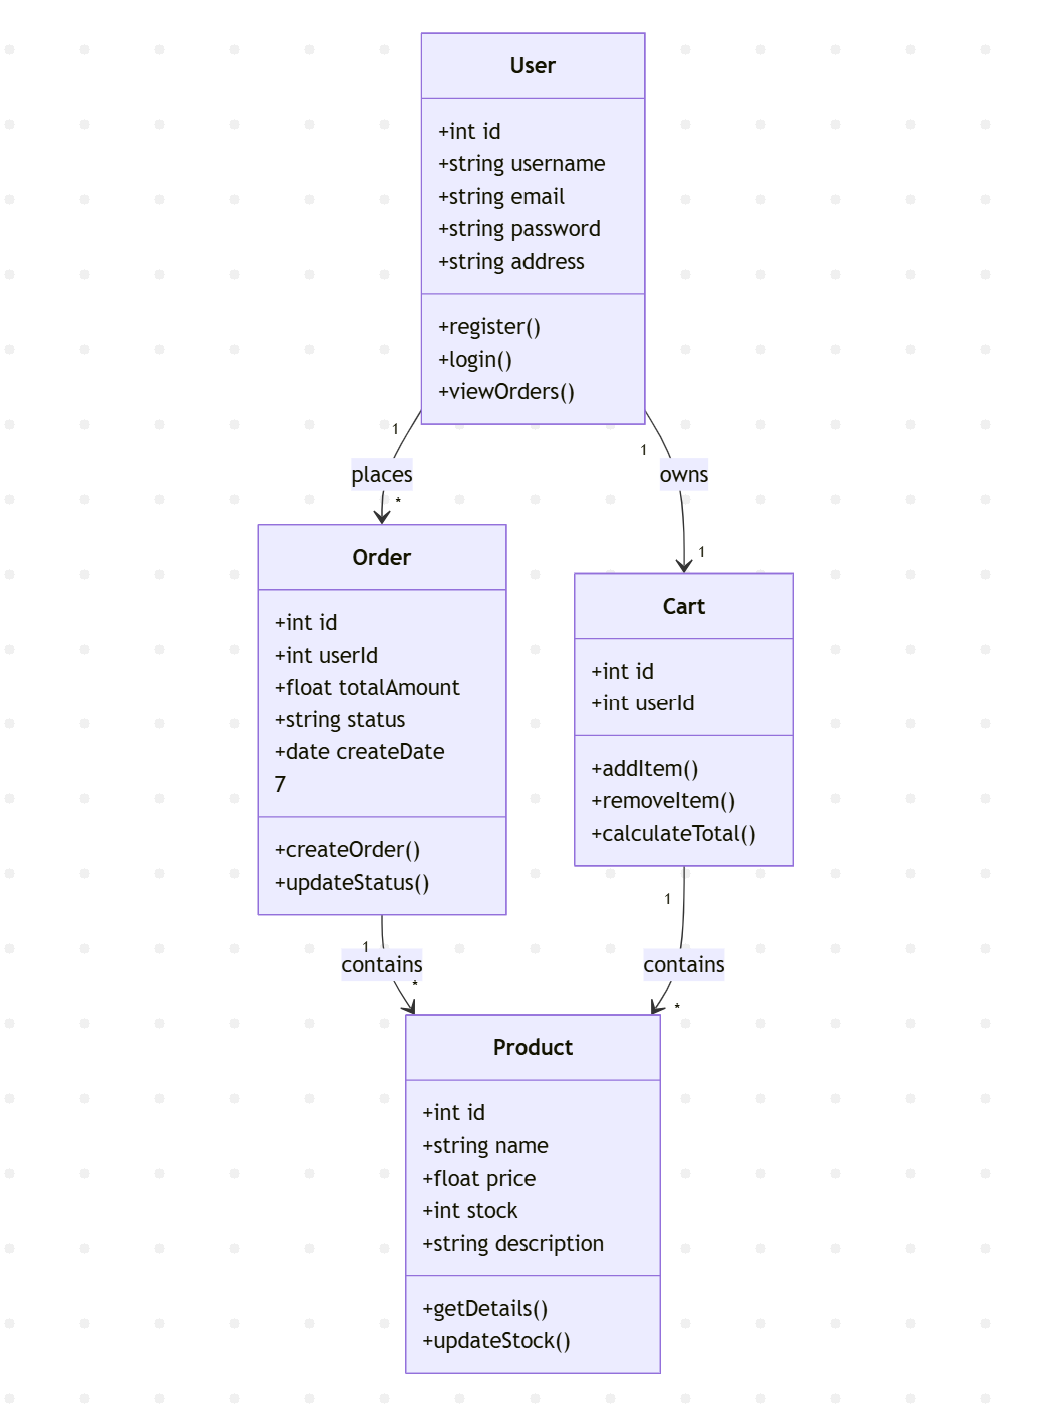 User
+int id
+string username
+string email
+string password
+string address
+register()
+login()
+viewOrders()
1
places
*
1
owns
1
Order
+int id
+int userId
+float totalAmount
+string status
+date createDate
7
+createOrder()
+updateStatus()
Cart
+int id
+int userId
+addItem()
+removeItem()
+calculateTotal()
1
contains
*
1
contains
*
Product
+int id
+string name
+float price
+int stock
+string description
+getDetails()
+updateStock()